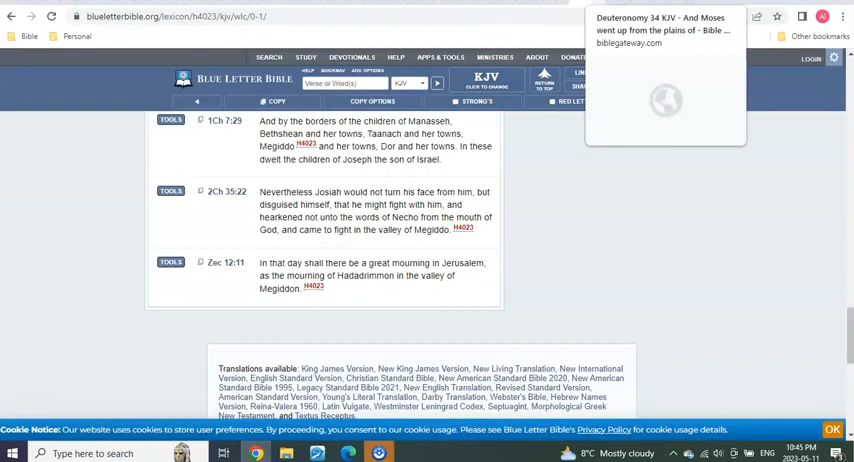 blueletterbible.org/lexicon/h4023/kjv/wlc/0-1/
Deuteronomy 34 KJV - And Moses
went up from the plains of - Bible ...
biblegateway.com
Bible
Personal
Other bookmarks
SEARCH STUDY DEVOTIONALS HELP APPS & TOOLS MINISTRIES ABOUT DONAT
LOGIN
BLUE LETTER BIBLE
HELP QUICKNAV ADV. OPTIONS
Verse or Word(s)
KJV
KJV
CLICK TO CHANGE
RETURN
TO TOP
LIN
SHA
COPY
COPY OPTIONS
STRONG'S
RED LET
TOOLS 1Ch 7:29 And by the borders of the children of Manasseh,
Bethshean and her towns, Taanach and her towns,
Megiddo H4023 and her towns, Dor and her towns. In these
dwelt the children of Joseph the son of Israel.
TOOLS 2Ch 35:22 Nevertheless Josiah would not turn his face from him, but
disguised himself, that he might fight with him, and
hearkened not unto the words of Necho from the mouth of
God, and came to fight in the valley of Megiddo. H4023
TOOLS Zec 12:11 In that day shall there be a great mourning in Jerusalem,
as the mourning of Hadadrimmon in the valley of
Megiddon. H4023
Translations available: King James Version, New King James Version, New Living Translation, New International
Version, English Standard Version, Christian Standard Bible, New American Standard Bible 2020, New American
Standard Bible 1995, Legacy Standard Bible 2021, New English Translation, Revised Standard Version,
American Standard Version, Young's Literal Translation, Darby Translation, Webster's Bible, Hebrew Names
Version, Reina-Valera 1960, Latin Vulgate, Westminster Leningrad Codex, Septuagint, Morphological Greek
New Testament, and Textus Receptus.
Cookie Notice: Our website uses cookies to store user preferences. By proceeding, you consent to our cookie usage. Please see Blue Letter Bible's Privacy Policy for cookie usage details.
OK
Type here to search
8°C Mostly cloudy
ENG
10:45 PM
2023-05-11